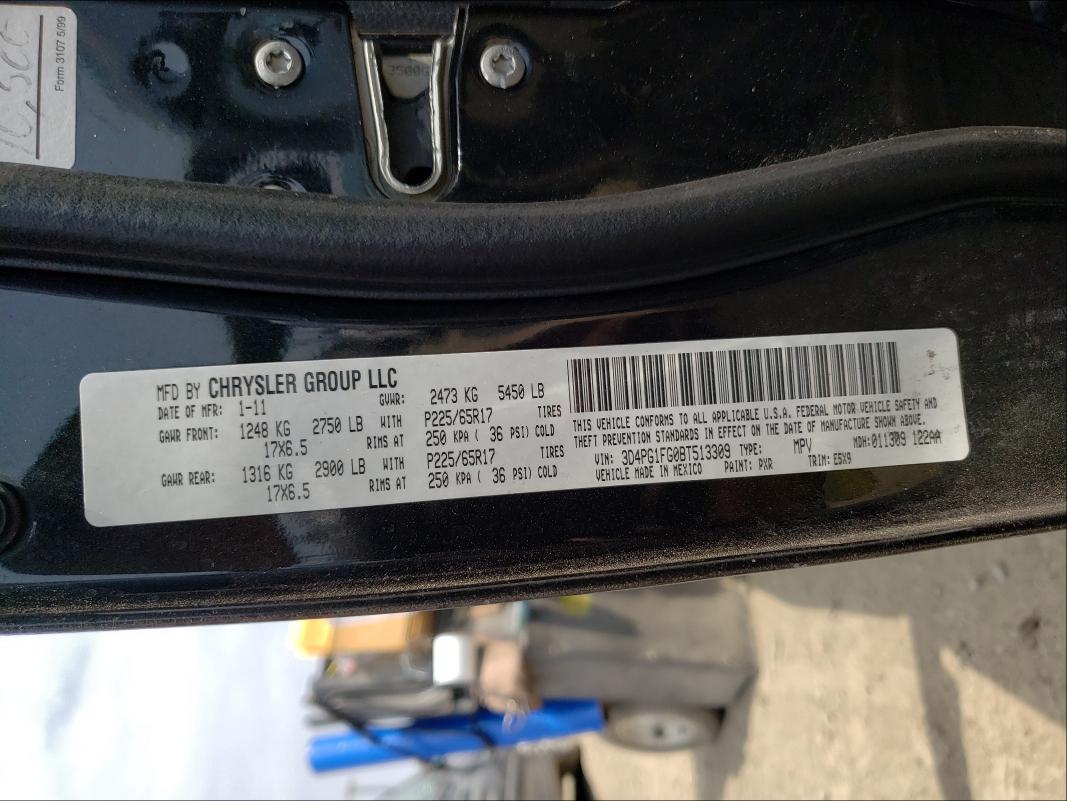 Form 3107 5/99
MFD BY CHRYSLER GROUP LLC
DATE OF MFR: 1-11 GVWR: 2473 KG 5450 LB
GAWR FRONT: 1248 KG 2750 LB WITH P225/65R17 TIRES
17X6.5 RIMS AT 250 KPA ( 36 PSI) COLD
GAWR REAR: 1316 KG 2900 LB WITH P225/65R17 TIRES
17X6.5 RIMS AT 250 KPA ( 36 PSI) COLD
THIS VEHICLE CONFORMS TO ALL APPLICABLE U.S.A. FEDERAL MOTOR VEHICLE SAFETY AND
THEFT PREVENTION STANDARDS IN EFFECT ON THE DATE OF MANUFACTURE SHOWN ABOVE.
VIN: 3D4PG1FG0BT513309 TYPE: MPV MDH: 011309 122AA
VEHICLE MADE IN MEXICO PAINT: PXR TRIM: E5X9